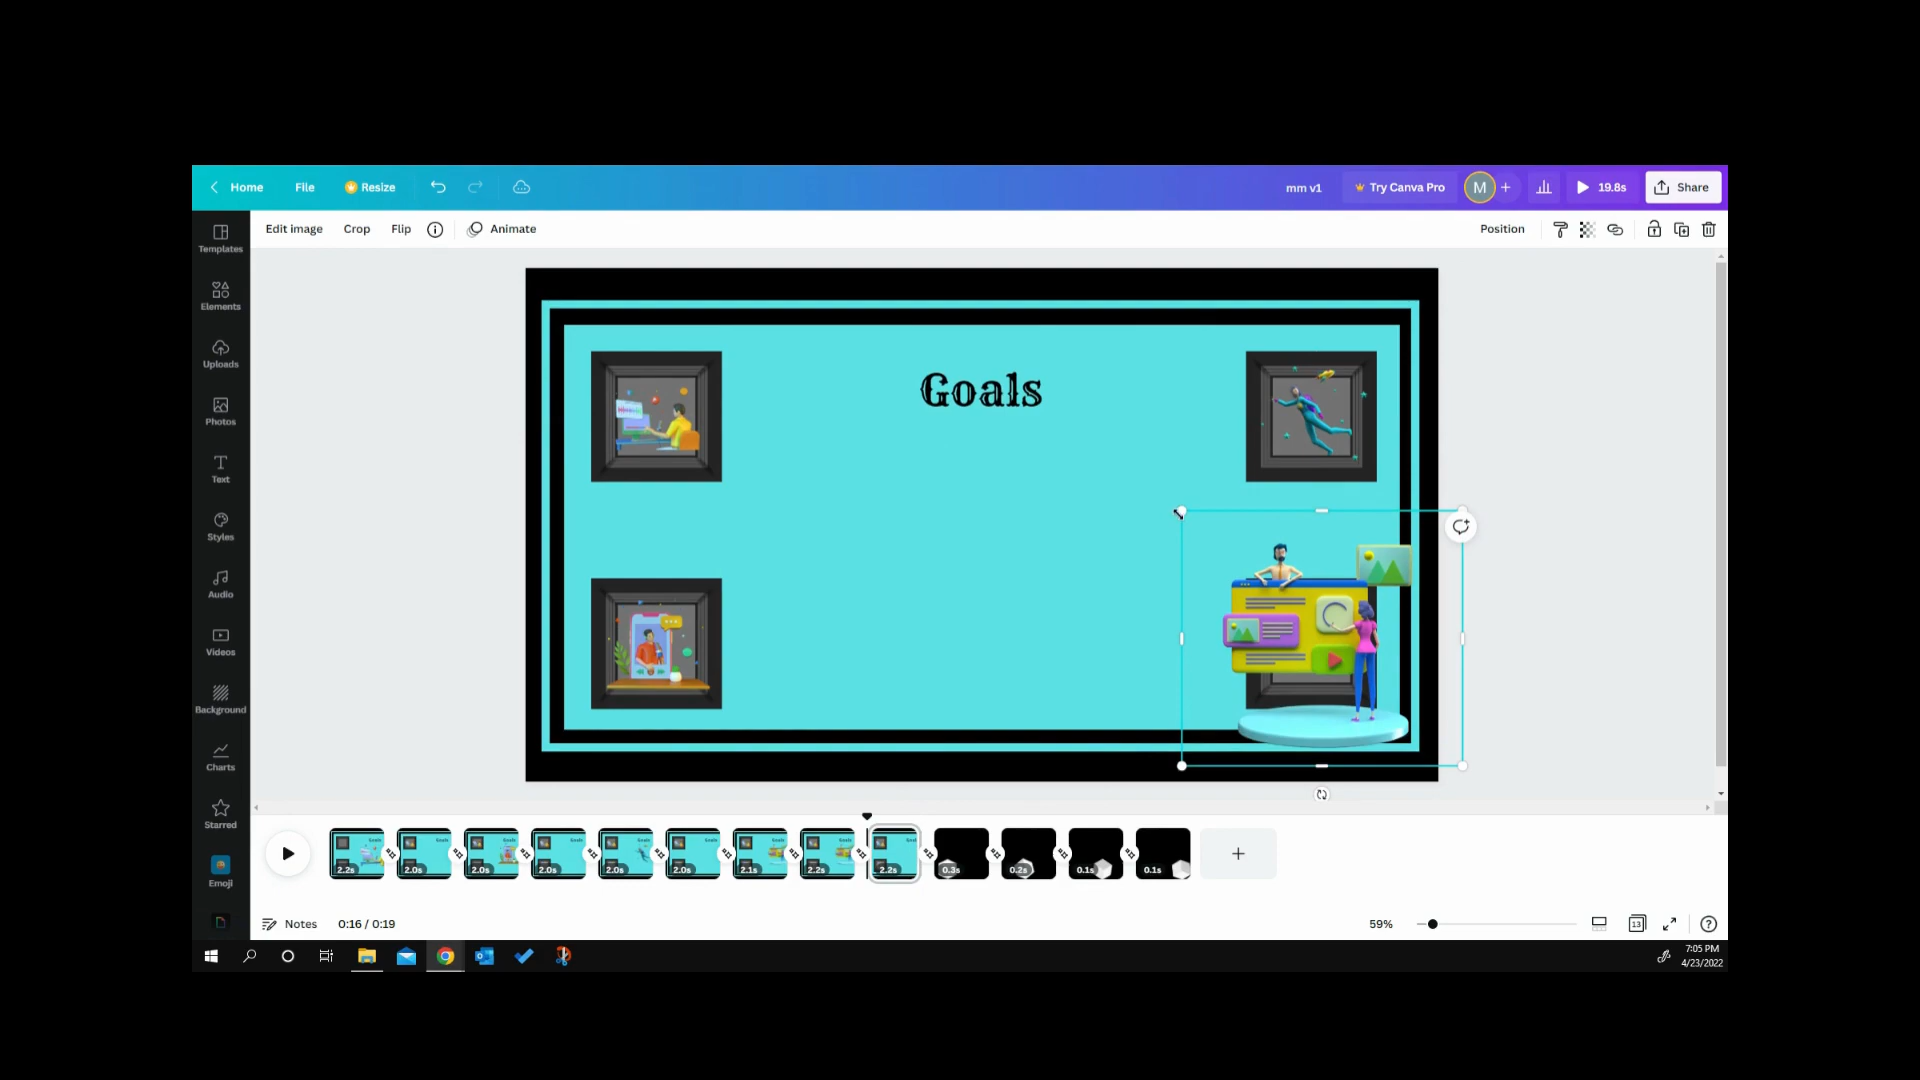 Home File Resize mm v1 Try Canva Pro M + 19.8s Share
Edit image Crop Flip Animate Position
Templates
Elements
Uploads
Photos
Text
Styles
Audio
Videos
Background
Charts
Starred
Emoji
Goals
2.2s 2.0s 2.0s 2.0s 2.0s 2.0s 2.1s 2.2s 2.2s 0.3s 0.2s 0.1s 0.1s
Notes 0:16 / 0:19 59% 13
7:05 PM
4/23/2022